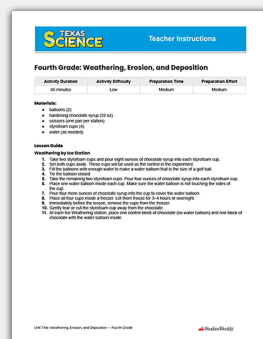 TEXAS
SCIENCE
Teacher Instructions
Fourth Grade: Weathering, Erosion, and Deposition
Activity Duration Activity Difficulty Preparation Time Preparation Effort
45 minutes Low Medium Medium
Materials:
• balloons (2)
• hardening chocolate syrup (32 oz)
• scissors (one pair per station)
• styrofoam cups (4)
• water (as needed)
Lesson Guide
Weathering by Ice Station
1. Take two styrofoam cups and pour eight ounces of chocolate syrup into each styrofoam cup.
2. Set both cups aside. These cups will be used as the control in the experiment.
3. Fill the balloons with enough water to make a water balloon that is the size of a golf ball.
4. Tie the balloon closed.
5. Take the remaining two styrofoam cups. Pour four ounces of chocolate syrup into each styrofoam cup.
6. Place one water balloon inside each cup. Make sure the water balloon is not touching the sides of
the cup.
7. Pour four more ounces of chocolate syrup into the cup to cover the water balloon.
8. Place all four cups inside a freezer. Let them freeze for 3–4 hours or overnight.
9. Immediately before the lesson, remove the cups from the freezer.
10. Gently tear or cut the styrofoam cup away from the chocolate.
11. At each Ice Weathering station, place one control block of chocolate (no water balloon) and one block of
chocolate with the water balloon inside.
Unit Title: Weathering, Erosion, and Deposition — Fourth Grade
StudiesWeekly